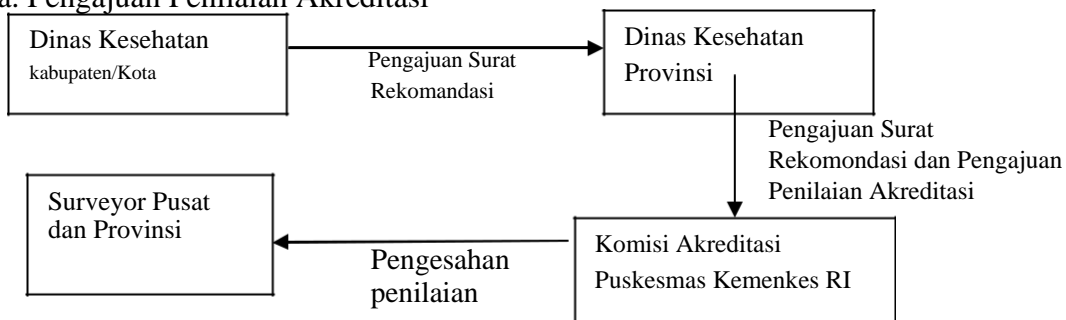 a. Pengajuan Penilaian Akreditasi
Dinas Kesehatan
kabupaten/Kota
Pengajuan Surat
Rekomandasi
Dinas Kesehatan
Provinsi
Pengajuan Surat
Rekomondasi dan Pengajuan
Penilaian Akreditasi
Komisi Akreditasi
Puskesmas Kemenkes RI
Pengesahan
penilaian
Surveyor Pusat
dan Provinsi